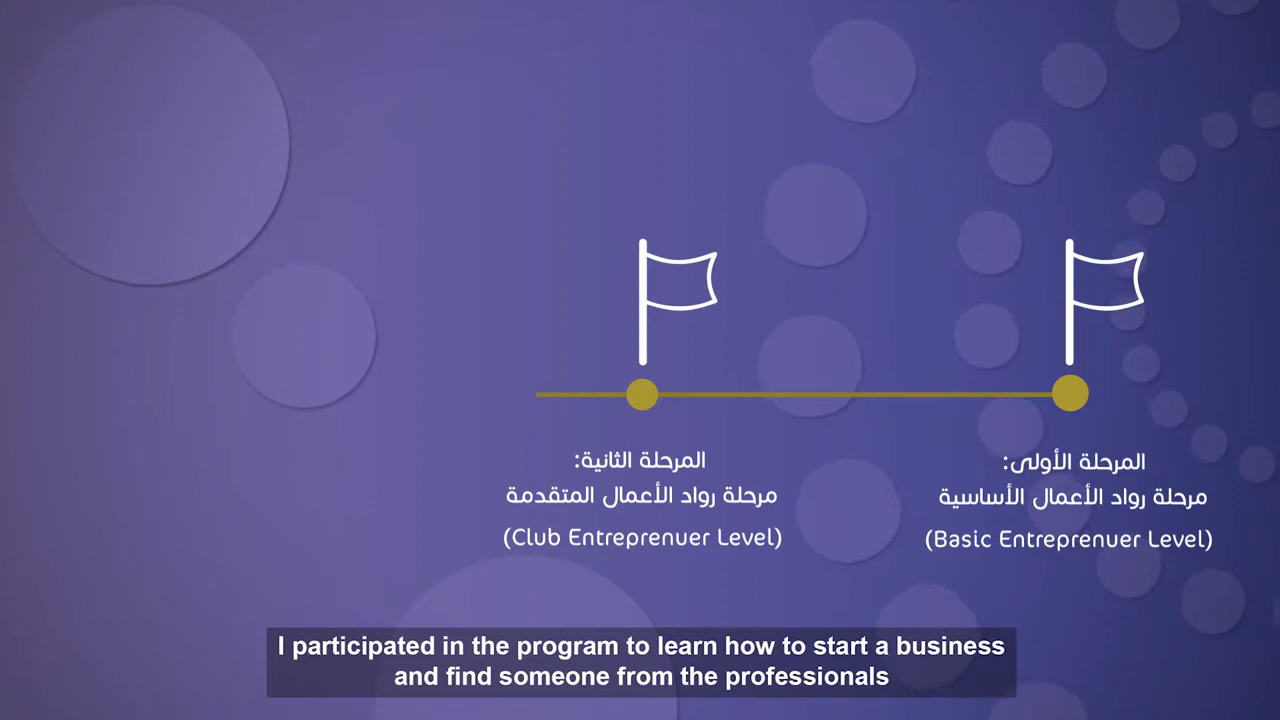 المرحلة الأولى:
مرحلة رواد الأعمال الأساسية
(Basic Entreprenuer Level)
المرحلة الثانية:
مرحلة رواد الأعمال المتقدمة
(Club Entreprenuer Level)
I participated in the program to learn how to start a business
and find someone from the professionals